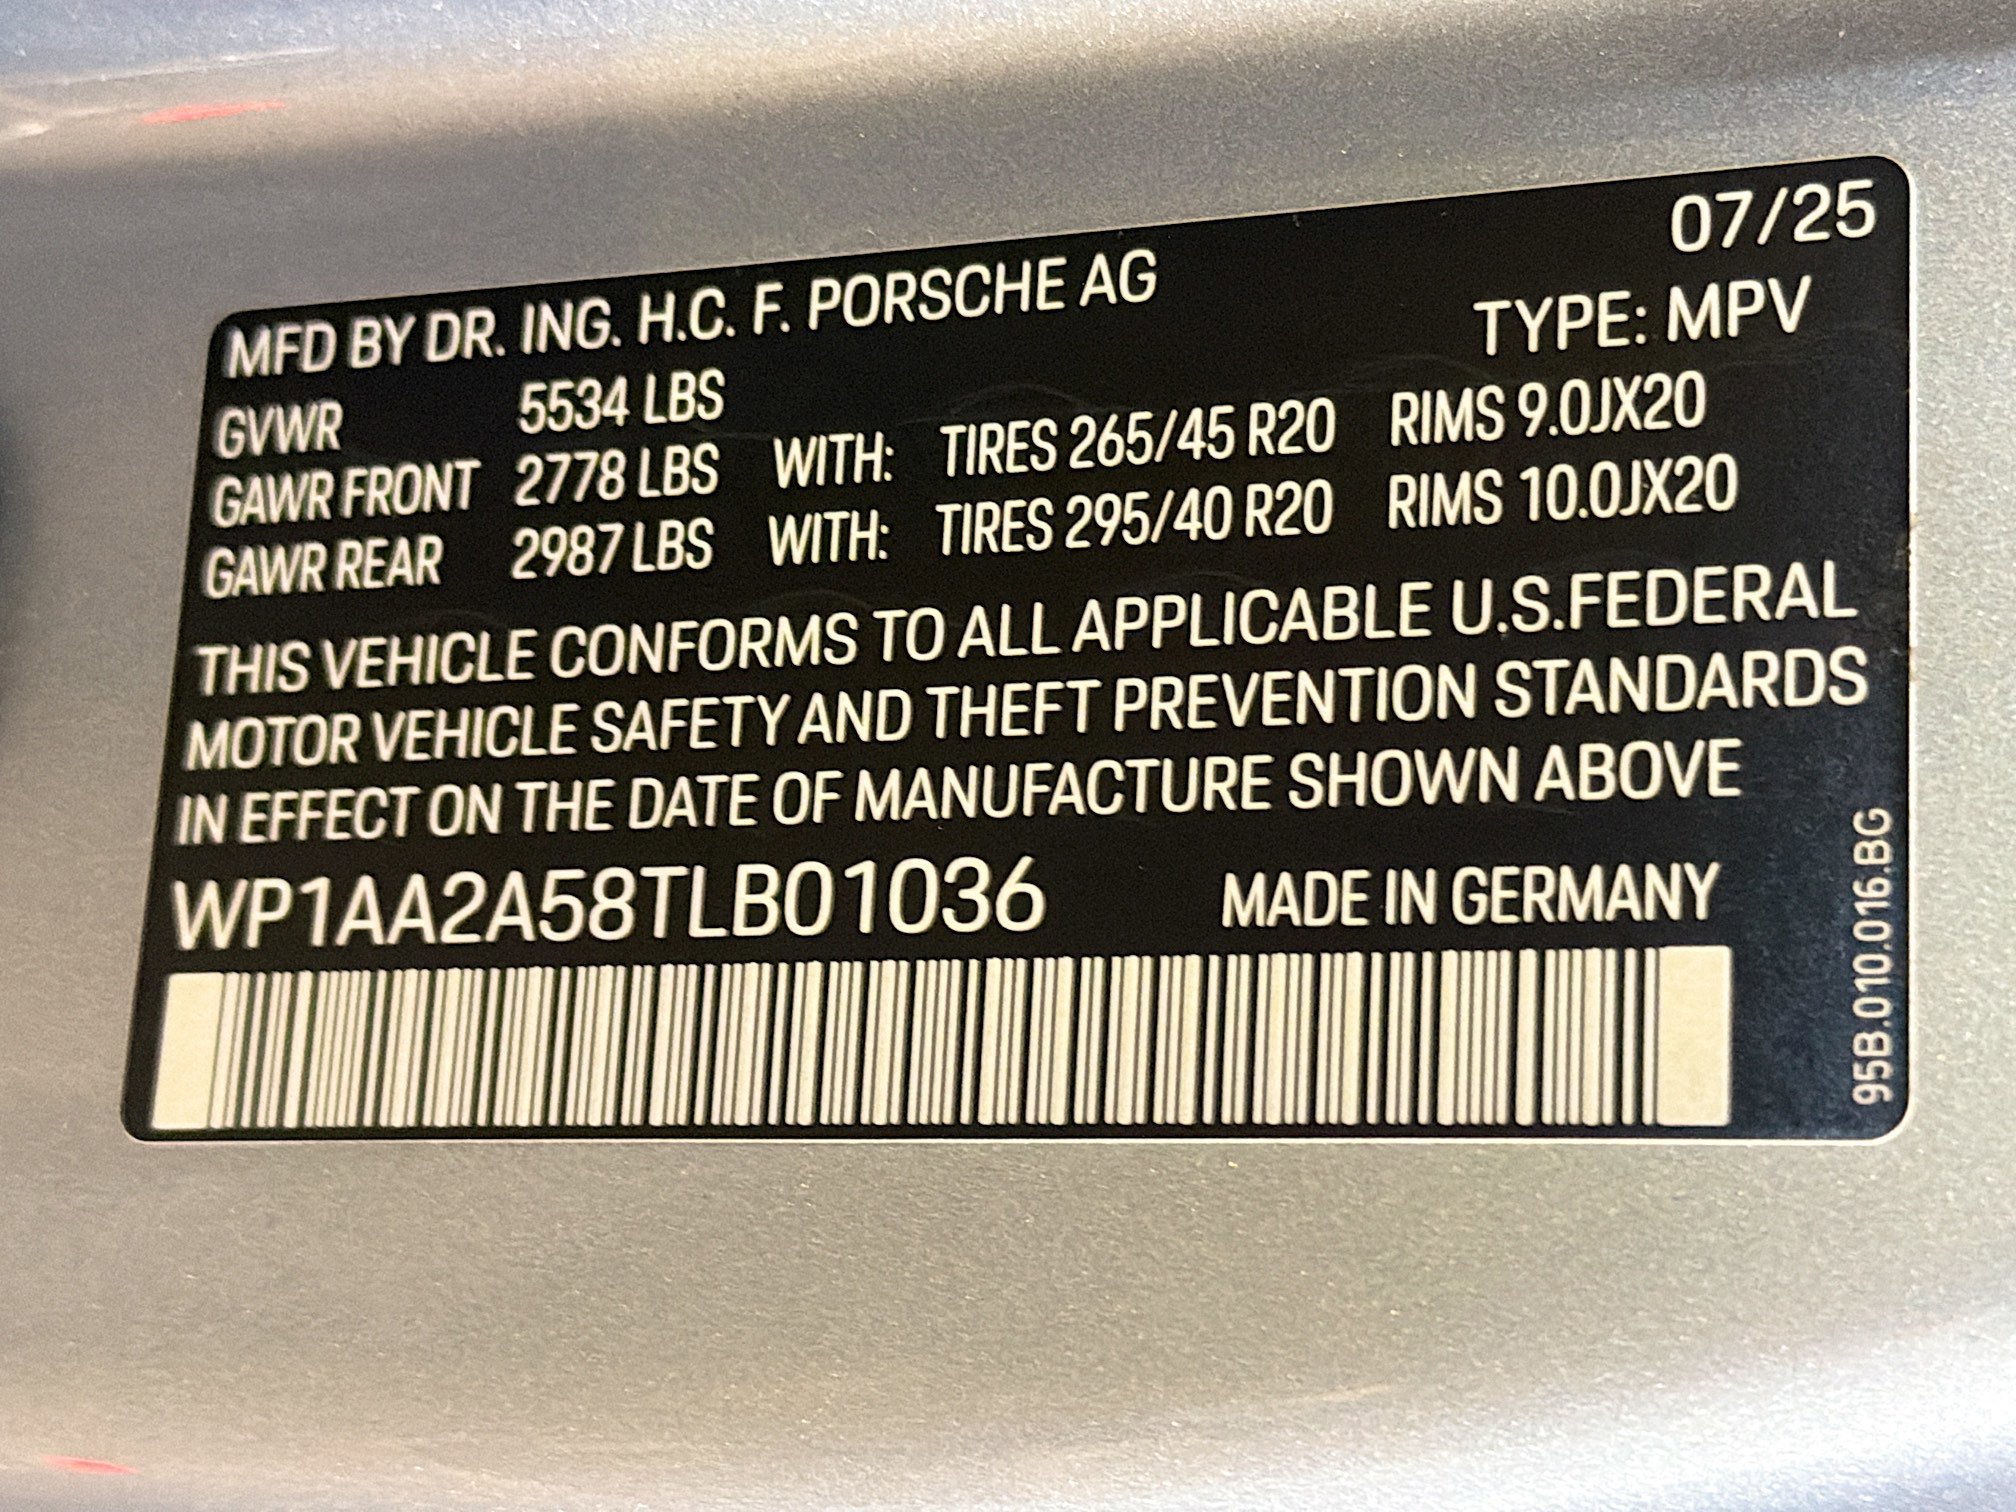 07/25
MFD BY DR. ING. H.C. F. PORSCHE AG
TYPE: MPV
GVWR 5534 LBS
GAWR FRONT 2778 LBS WITH: TIRES 265/45 R20 RIMS 9.0JX20
GAWR REAR 2987 LBS WITH: TIRES 295/40 R20 RIMS 10.0JX20
THIS VEHICLE CONFORMS TO ALL APPLICABLE U.S.FEDERAL
MOTOR VEHICLE SAFETY AND THEFT PREVENTION STANDARDS
IN EFFECT ON THE DATE OF MANUFACTURE SHOWN ABOVE
WP1AA2A58TLB01036 MADE IN GERMANY
95B.010.016.BG